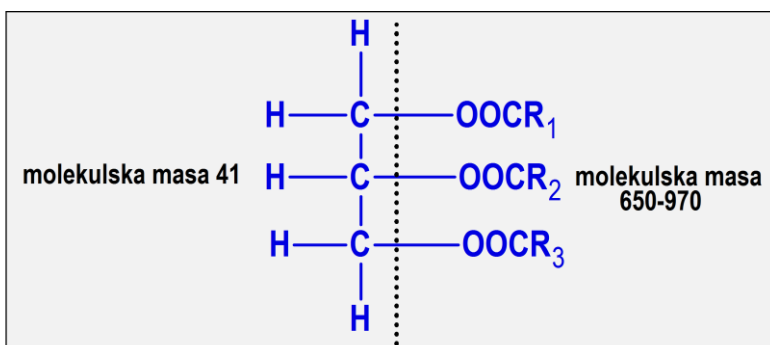 H
H C OOCR1
molekulska masa 41 H C OOCR2 molekulska masa
650-970
H C OOCR3
H